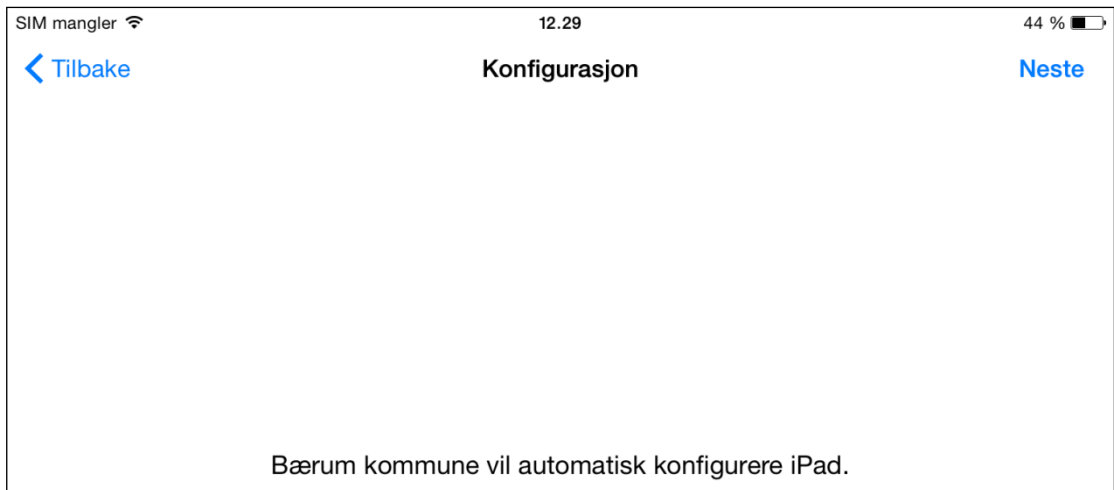 SIM mangler 12.29 44 %
Tilbake Konfigurasjon Neste
Bærum kommune vil automatisk konfigurere iPad.